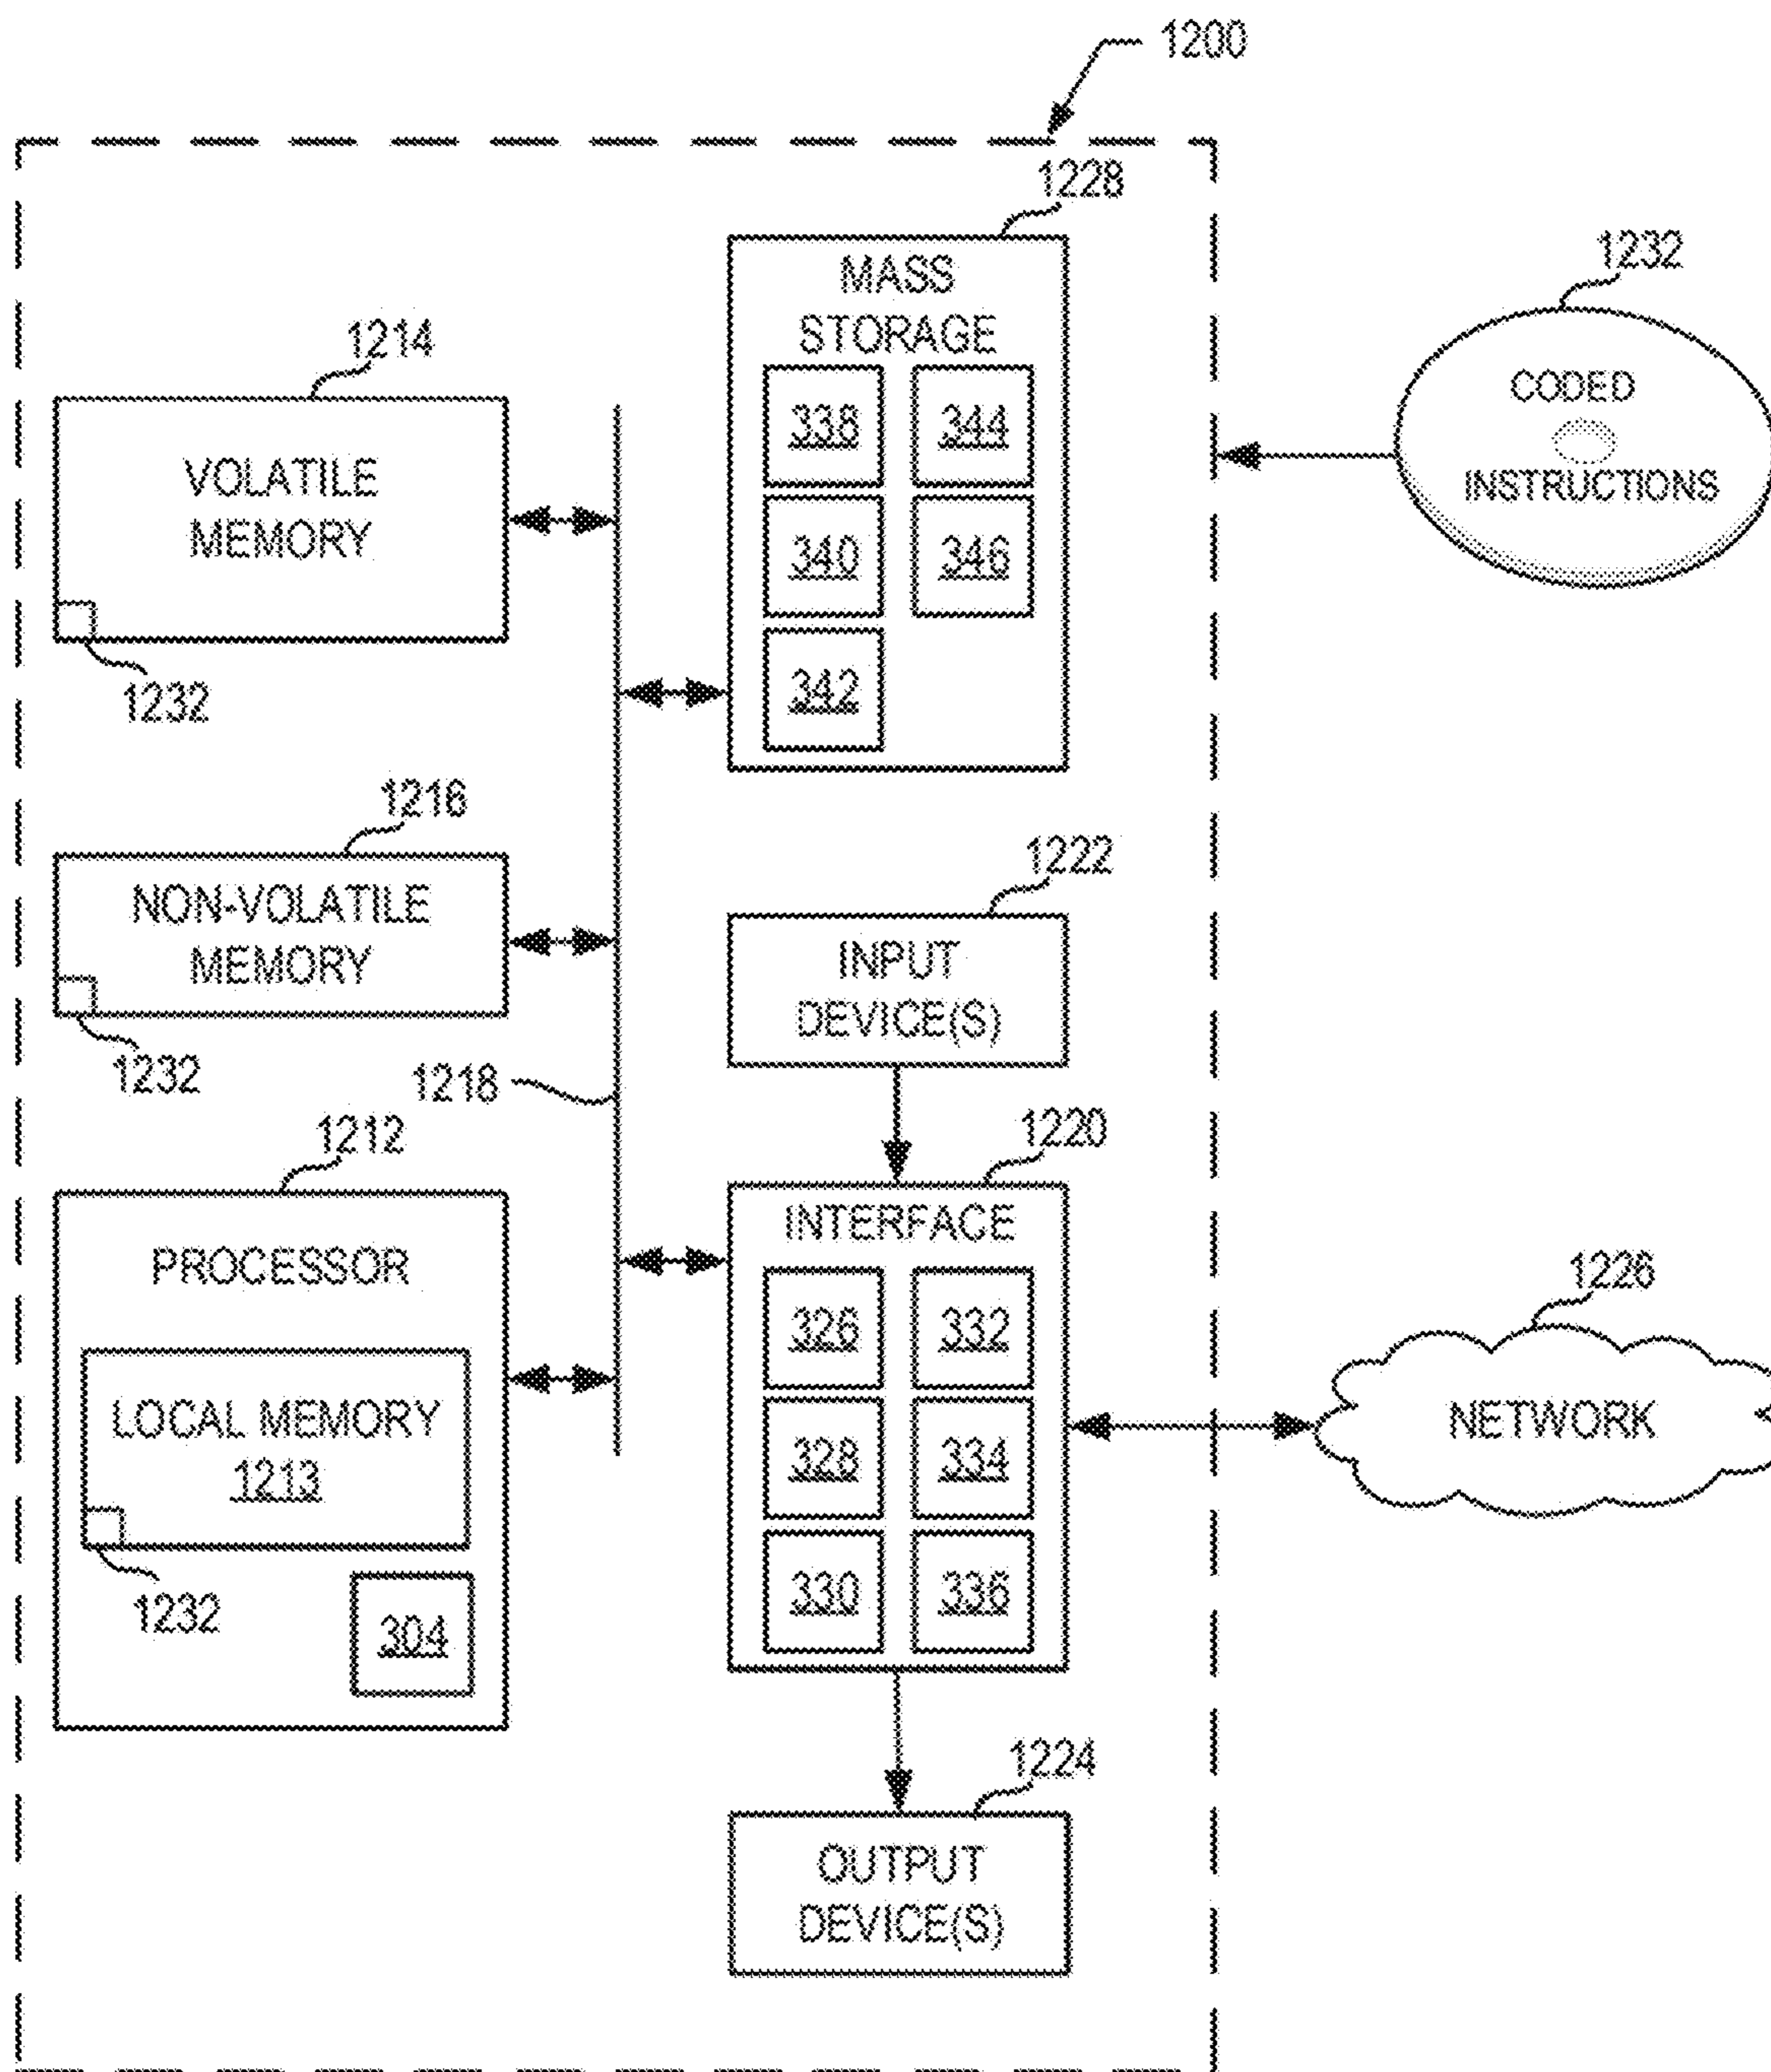 1200
1228
MASS
STORAGE
338
344
340
346
342
1232
CODED
INSTRUCTIONS
1214
VOLATILE
MEMORY
1232
1216
NON-VOLATILE
MEMORY
1232
1218
1222
INPUT
DEVICE(S)
1212
PROCESSOR
LOCAL MEMORY
1213
1232
304
1220
INTERFACE
326
332
328
334
330
336
1226
NETWORK
1224
OUTPUT
DEVICE(S)